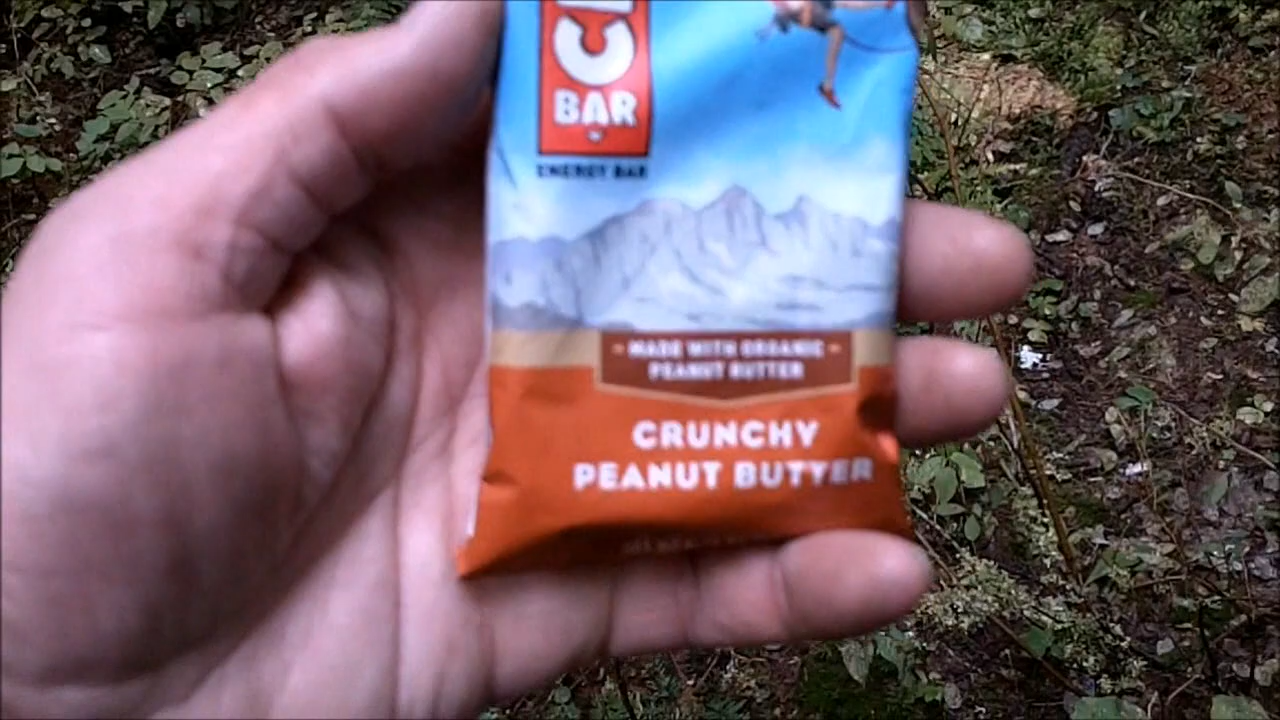 BAR
ENERGY BAR
- MADE WITH ORGANIC -
PEANUT BUTTER
CRUNCHY
PEANUT BUTTER